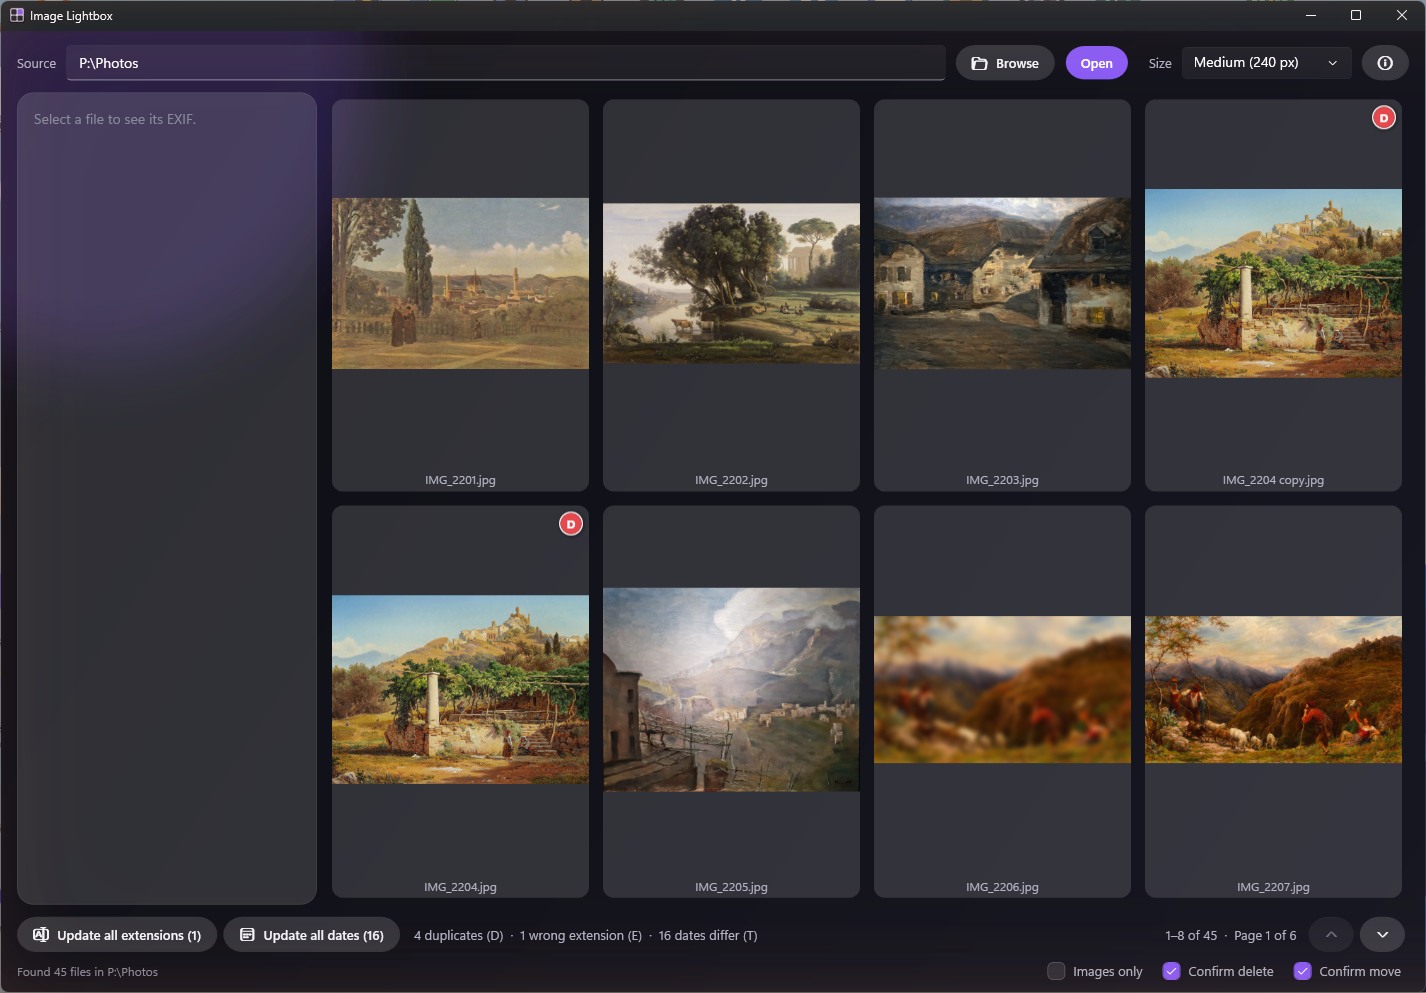 Image Lightbox
Source
P:\Photos
Browse
Open
Size
Medium (240 px)
Select a file to see its EXIF.
D
IMG_2201.jpg
IMG_2202.jpg
IMG_2203.jpg
IMG_2204 copy.jpg
D
IMG_2204.jpg
IMG_2205.jpg
IMG_2206.jpg
IMG_2207.jpg
Update all extensions (1)
Update all dates (16)
4 duplicates (D) · 1 wrong extension (E) · 16 dates differ (T)
1–8 of 45 · Page 1 of 6
Found 45 files in P:\Photos
Images only
Confirm delete
Confirm move